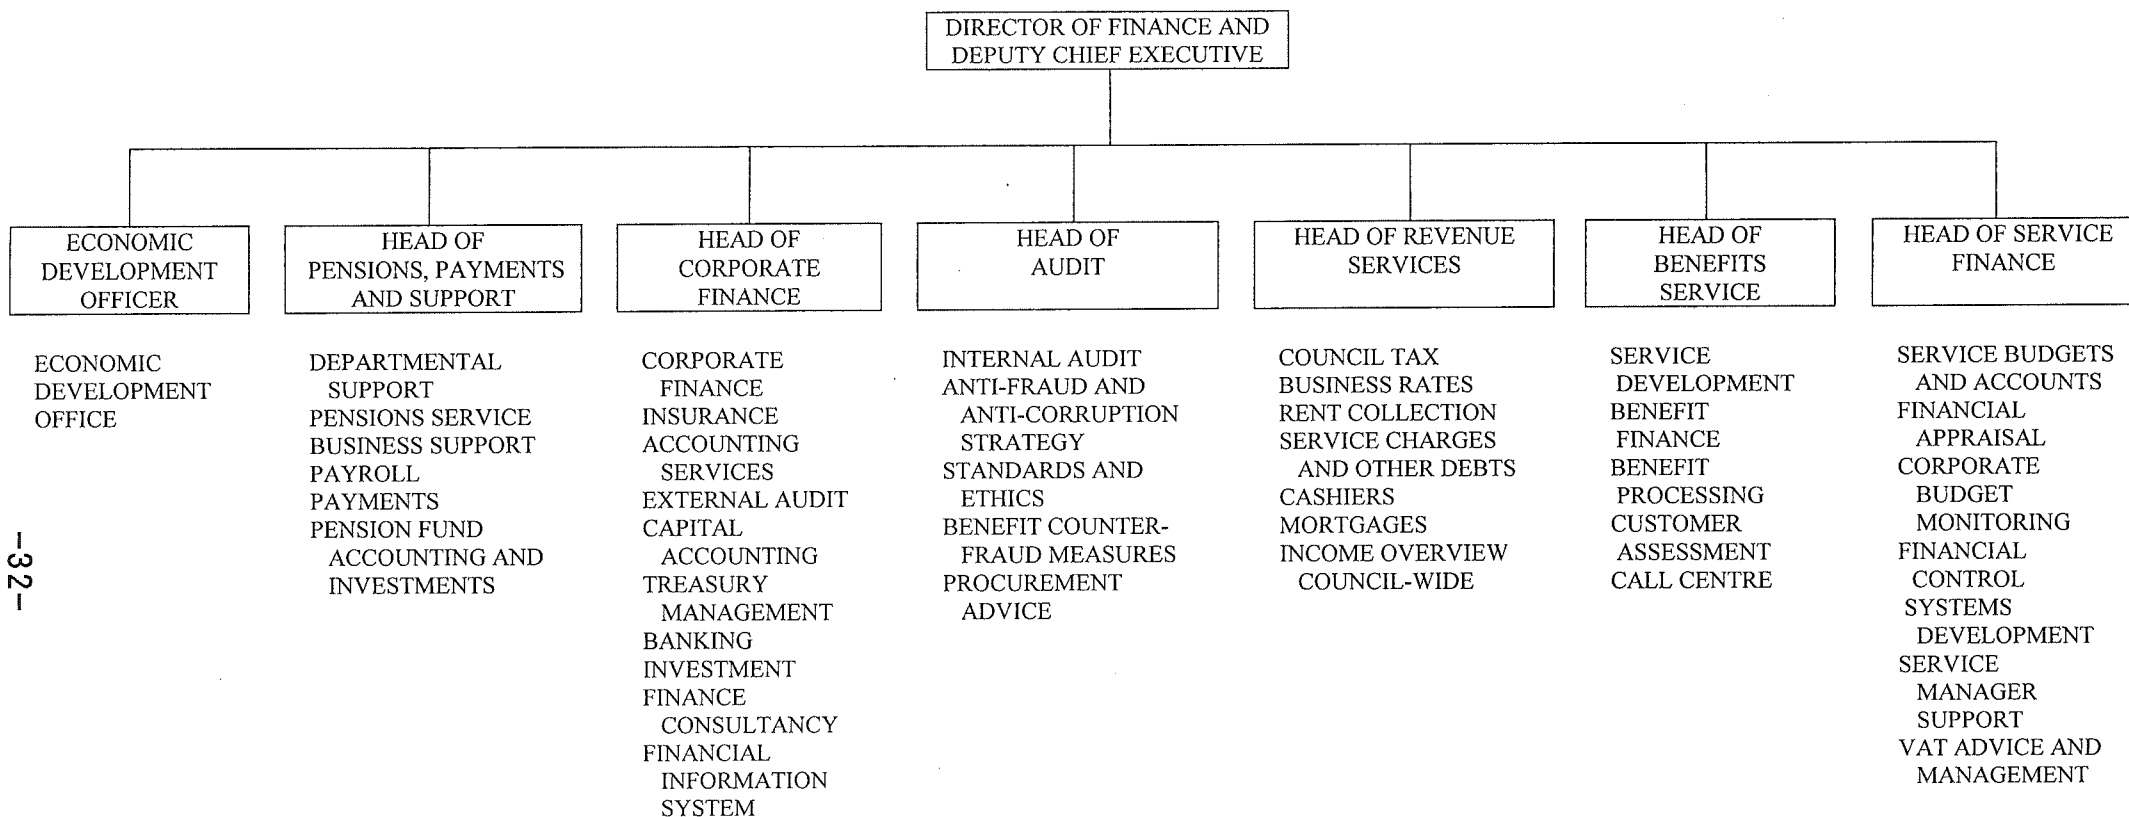 DIRECTOR OF FINANCE AND
DEPUTY CHIEF EXECUTIVE
ECONOMIC
DEVELOPMENT
OFFICER
HEAD OF
PENSIONS, PAYMENTS
AND SUPPORT
HEAD OF
CORPORATE
FINANCE
HEAD OF
AUDIT
HEAD OF REVENUE
SERVICES
HEAD OF
BENEFITS
SERVICE
HEAD OF SERVICE
FINANCE
ECONOMIC
DEVELOPMENT
OFFICE
DEPARTMENTAL
SUPPORT
PENSIONS SERVICE
BUSINESS SUPPORT
PAYROLL
PAYMENTS
PENSION FUND
ACCOUNTING AND
INVESTMENTS
CORPORATE
FINANCE
INSURANCE
ACCOUNTING
SERVICES
EXTERNAL AUDIT
CAPITAL
ACCOUNTING
TREASURY
MANAGEMENT
BANKING
INVESTMENT
FINANCE
CONSULTANCY
FINANCIAL
INFORMATION
SYSTEM
INTERNAL AUDIT
ANTI-FRAUD AND
ANTI-CORRUPTION
STRATEGY
STANDARDS AND
ETHICS
BENEFIT COUNTER-
FRAUD MEASURES
PROCUREMENT
ADVICE
COUNCIL TAX
BUSINESS RATES
RENT COLLECTION
SERVICE CHARGES
AND OTHER DEBTS
CASHIERS
MORTGAGES
INCOME OVERVIEW
COUNCIL-WIDE
SERVICE
DEVELOPMENT
BENEFIT
FINANCE
BENEFIT
PROCESSING
CUSTOMER
ASSESSMENT
CALL CENTRE
SERVICE BUDGETS
AND ACCOUNTS
FINANCIAL
APPRAISAL
CORPORATE
BUDGET
MONITORING
FINANCIAL
CONTROL
SYSTEMS
DEVELOPMENT
SERVICE
MANAGER
SUPPORT
VAT ADVICE AND
MANAGEMENT
-32-